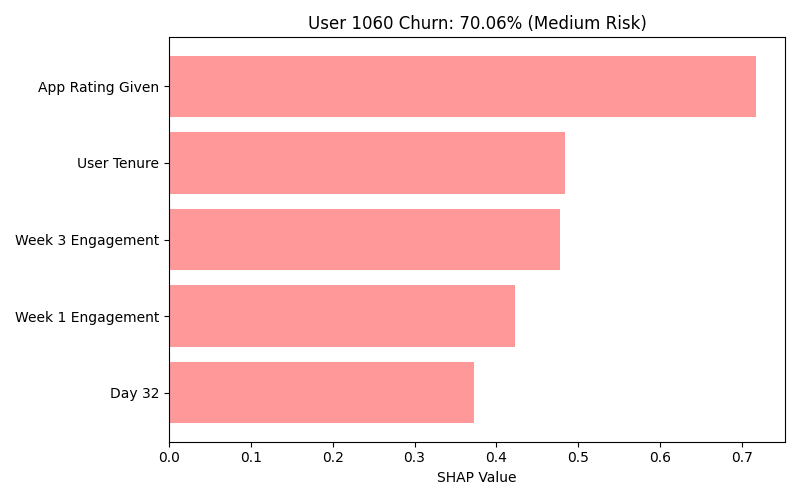 User 1060 Churn: 70.06% (Medium Risk)
App Rating Given
User Tenure
Week 3 Engagement
Week 1 Engagement
Day 32
0.0 0.1 0.2 0.3 0.4 0.5 0.6 0.7
SHAP Value